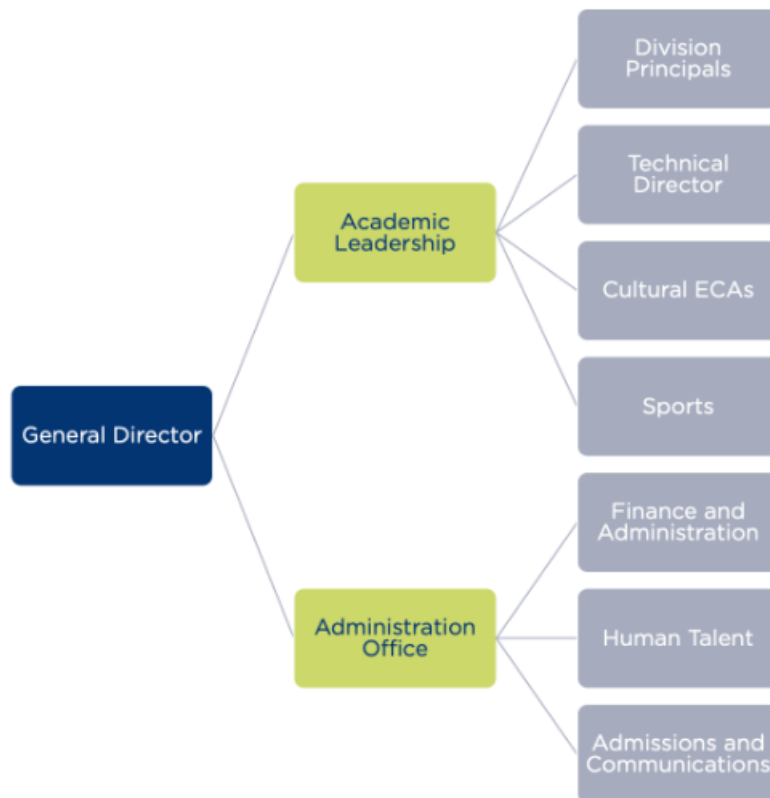 Division
Principals
Technical
Director
Academic
Leadership
Cultural ECAs
Sports
General Director
Finance and
Administration
Administration
Office
Human Talent
Admissions and
Communications